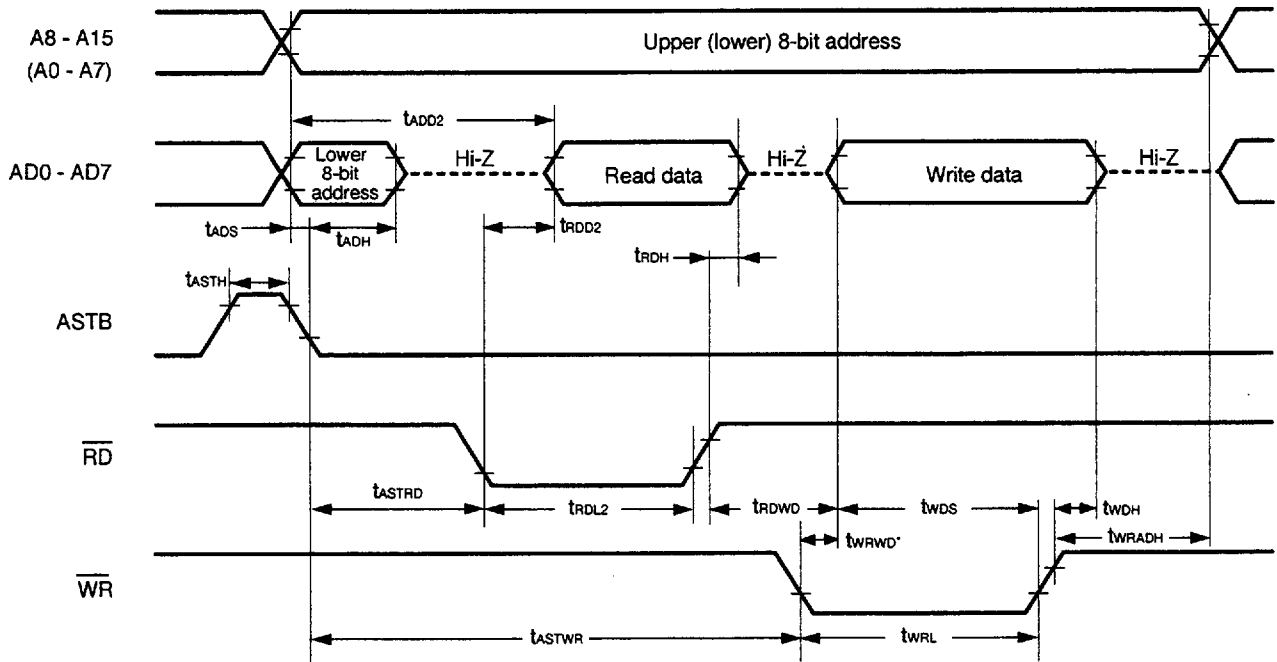 A8 - A15
(A0 - A7)
Upper (lower) 8-bit address
tADD2
AD0 - AD7
Lower
8-bit
address
Hi-Z
Read data
Hi-Z
Write data
Hi-Z
tADS
tADH
tRDD2
tRDH
tASTH
ASTB
RD
tASTRD
tRDL2
tRDWD
tWDS
tWDH
tWRWD
tWRADH
WR
tASTWR
tWRL